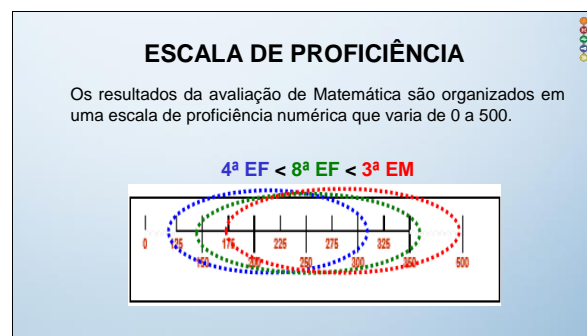 ESCALA DE PROFICIÊNCIA
Os resultados da avaliação de Matemática são organizados em
uma escala de proficiência numérica que varia de 0 a 500.
4ª EF < 8ª EF < 3ª EM
0 125 175 225 275 325 500
150 200 250 300 350